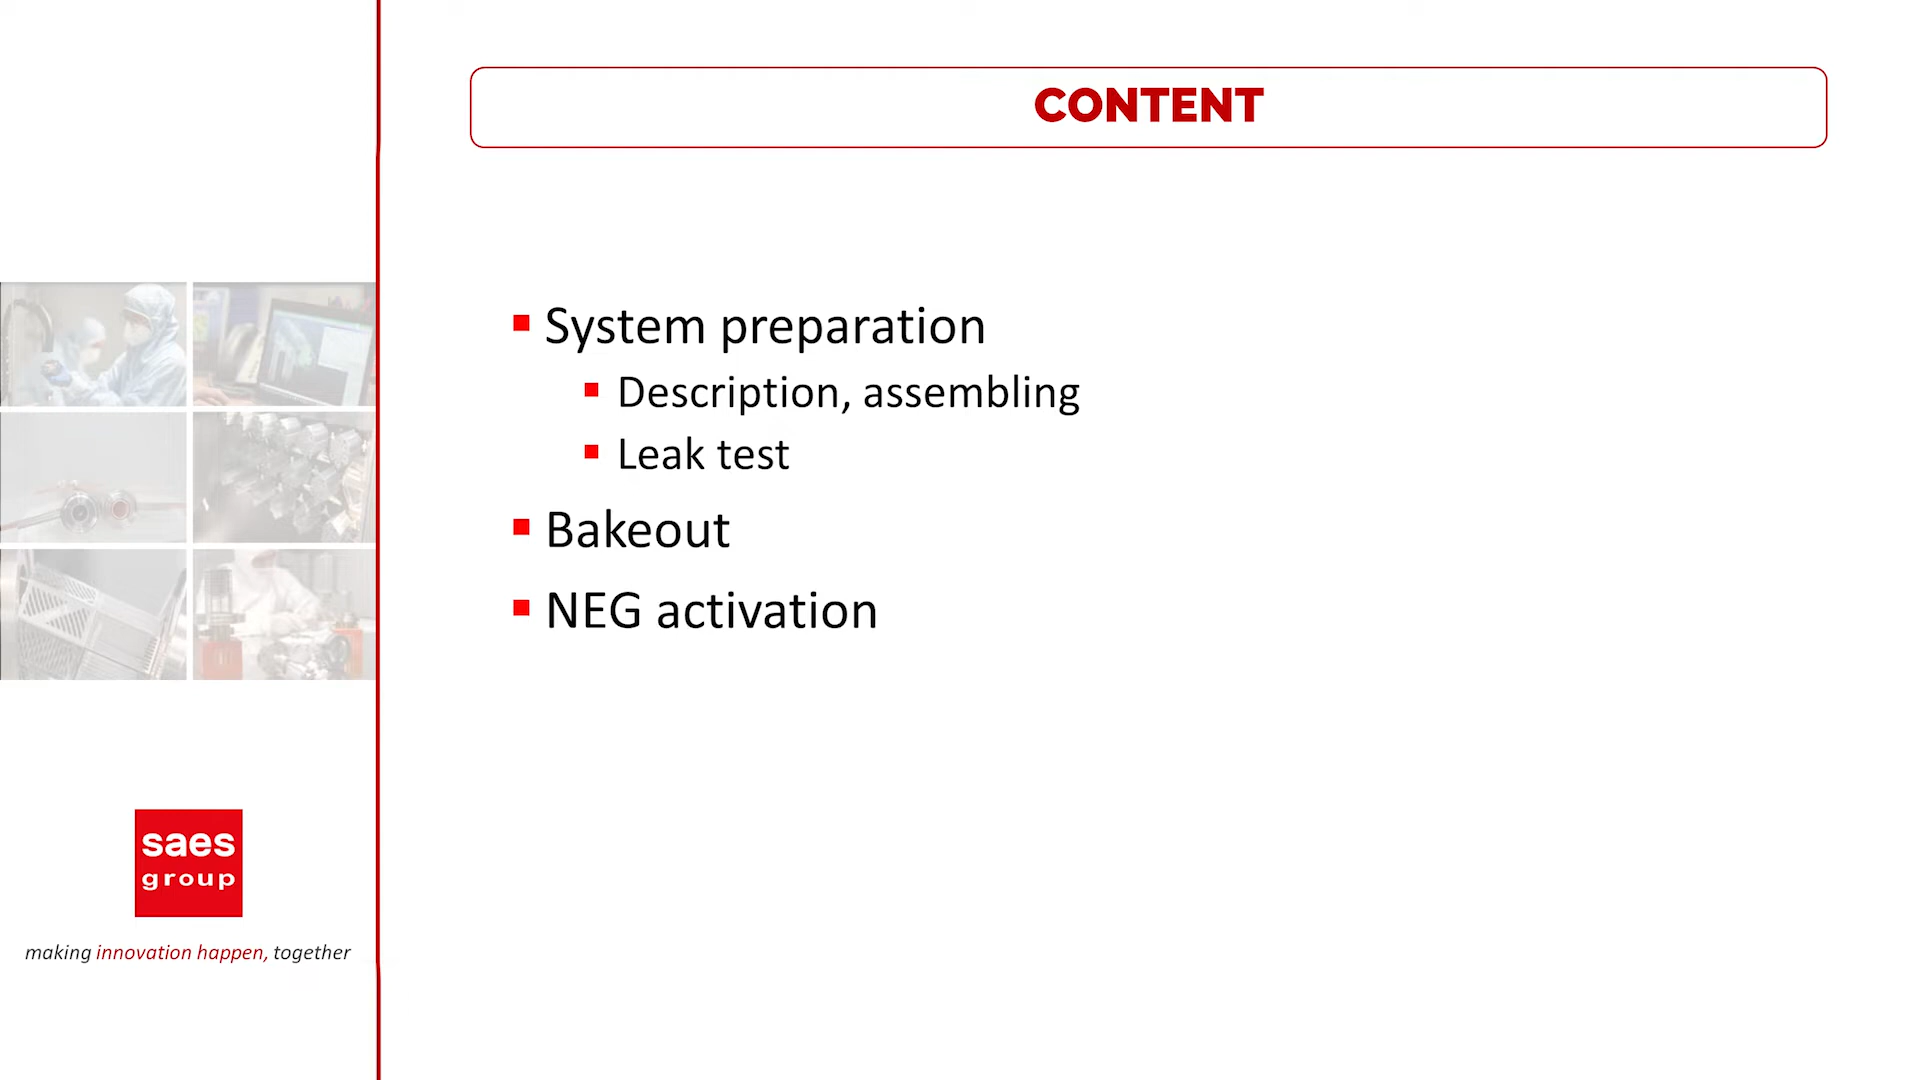 CONTENT
System preparation
Description, assembling
Leak test
Bakeout
NEG activation
saes
group
making innovation happen, together